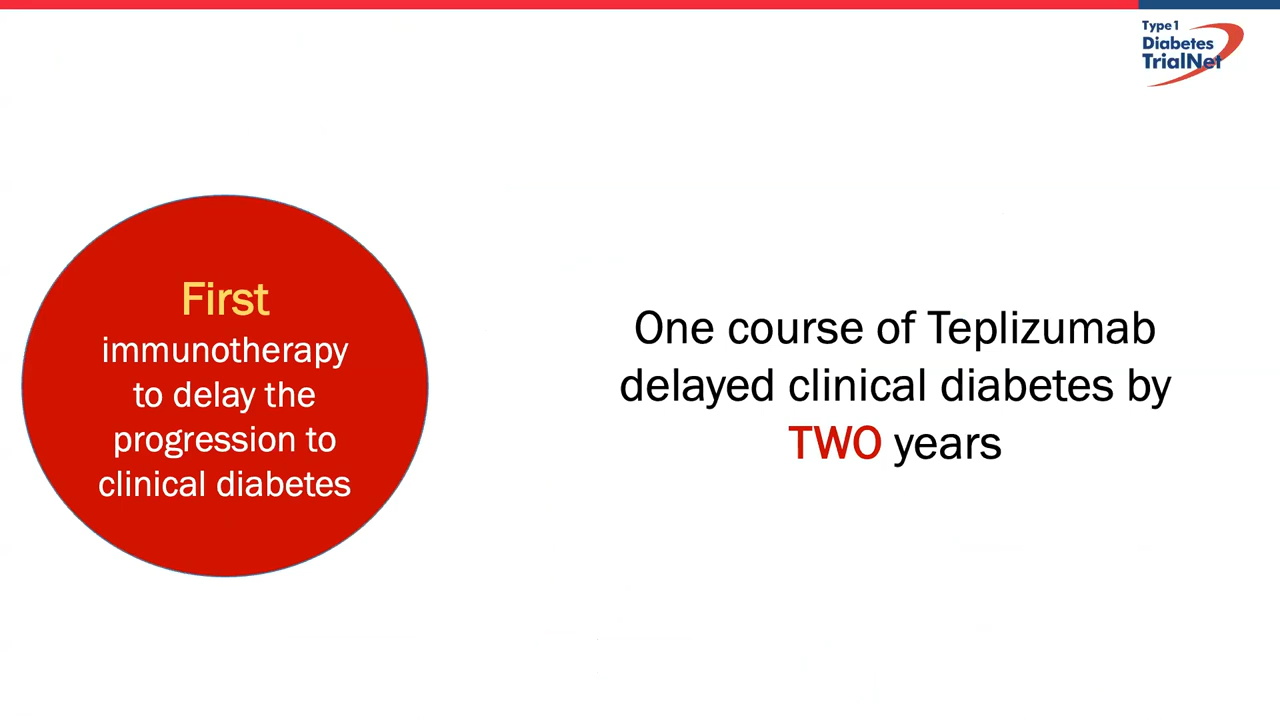 Type 1
Diabetes
TrialNet
First
immunotherapy
to delay the
progression to
clinical diabetes
One course of Teplizumab
delayed clinical diabetes by
TWO years